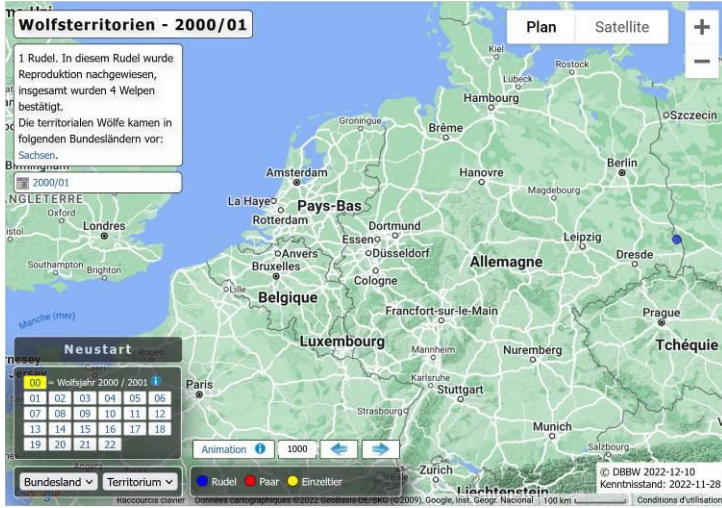 Wolfsterritorien - 2000/01
1 Rudel. In diesem Rudel wurde
Reproduktion nachgewiesen,
insgesamt wurden 4 Welpen
bestätigt.
Die territorialen Wölfe kamen in
folgenden Bundesländern vor:
Sachsen.
2000/01
Plan Satellite
+
−
Kiel
Rostock
Lübeck
Hambourg
Szczecin
Groningue
Brême
Berlin
Birmingham
Amsterdam
Hanovre
Magdebourg
ANGLETERRE
La Haye
Pays-Bas
Oxford
Rotterdam
Londres
Dortmund
Essen
Leipzig
Anvers
Düsseldorf
Allemagne
Dresde
Southampton
Brighton
Bruxelles
Cologne
Lille
Belgique
Francfort-sur-le-Main
Prague
Manche (mer)
Luxembourg
Mannheim
Nuremberg
Tchéquie
Neustart
Rouen
00 = Wolfsjahr 2000 / 2001 i
01 02 03 04 05 06
07 08 09 10 11 12
13 14 15 16 17 18
19 20 21 22
Paris
Karlsruhe
Stuttgart
Strasbourg
Munich
Salzbourg
Animation i 1000
Zurich
Liechtenstein
Bundesland Territorium
Rudel Paar Einzeltier
© DBBW 2022-12-10
Kenntnisstand: 2022-11-28
Raccourcis clavier Données cartographiques ©2022 GeoBasis-DE/BKG (©2009), Google, Inst. Geogr. Nacional 100 km Conditions d'utilisation